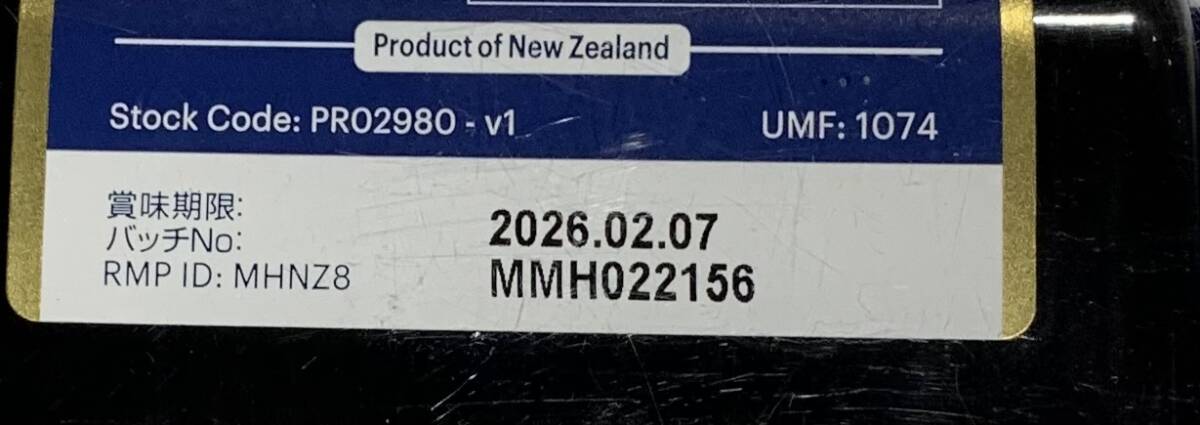 Product of New Zealand
Stock Code: PRO2980 - v1 UMF: 1074
賞味期限: 2026.02.07
バッチNo: MMH022156
RMP ID: MHNZ8